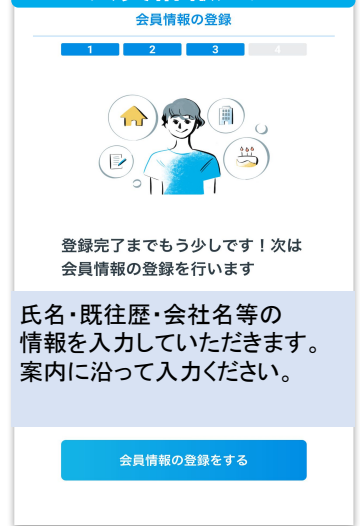 会員情報の登録
1 2 3 4
登録完了までもう少しです！次は
会員情報の登録を行います
氏名・既往歴・会社名等の
情報を入力していただきます。
案内に沿って入力ください。
会員情報の登録をする